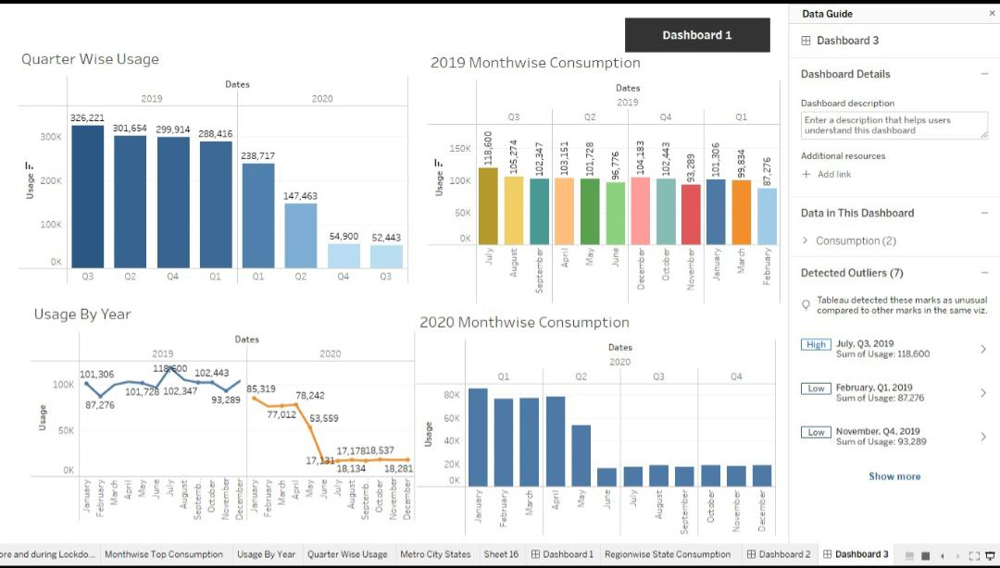 Dashboard 1
Data Guide
×
Dashboard 3
Dashboard Details
Dashboard description
Enter a description that helps users
understand this dashboard
Additional resources
Add link
Data in This Dashboard
Consumption (2)
Detected Outliers (7)
Tableau detected these marks as unusual
compared to other marks in the same viz.
High July, Q3, 2019
Sum of Usage: 118,600
Low February, Q1, 2019
Sum of Usage: 87,276
Low November, Q4, 2019
Sum of Usage: 93,289
Show more
Quarter Wise Usage
Dates
2019 2020
Usage
300K
200K
100K
0K
326,221 301,654 299,914 288,416 238,717 147,463 54,900 52,443
Q3 Q2 Q4 Q1 Q1 Q2 Q4 Q3
2019 Monthwise Consumption
Dates
2019
Q3 Q2 Q4 Q1
Usage
150K
100K
50K
0K
118,600 105,274 102,347 103,151 101,728 96,776 104,183 102,443 93,289 101,306 99,834 87,276
July August September April May June December October November January March February
Usage By Year
Dates
2019 2020
Usage
100K
50K
0K
101,306 87,276 101,728 118,600 102,347 102,443 93,289
85,319 77,012 78,242 53,559 17,131 17,178 18,134 18,537 18,281
January February March April May June July August Septemb.. October November December January February March April May June July August Septemb.. October November December
2020 Monthwise Consumption
Dates
2020
Q1 Q2 Q3 Q4
Usage
80K
60K
40K
20K
0K
January February March April May June July August September October November December
ore and during Lockdo... Monthwise Top Consumption Usage By Year Quarter Wise Usage Metro City States Sheet 16 Dashboard 1 Regionwise State Consumption Dashboard 2 Dashboard 3